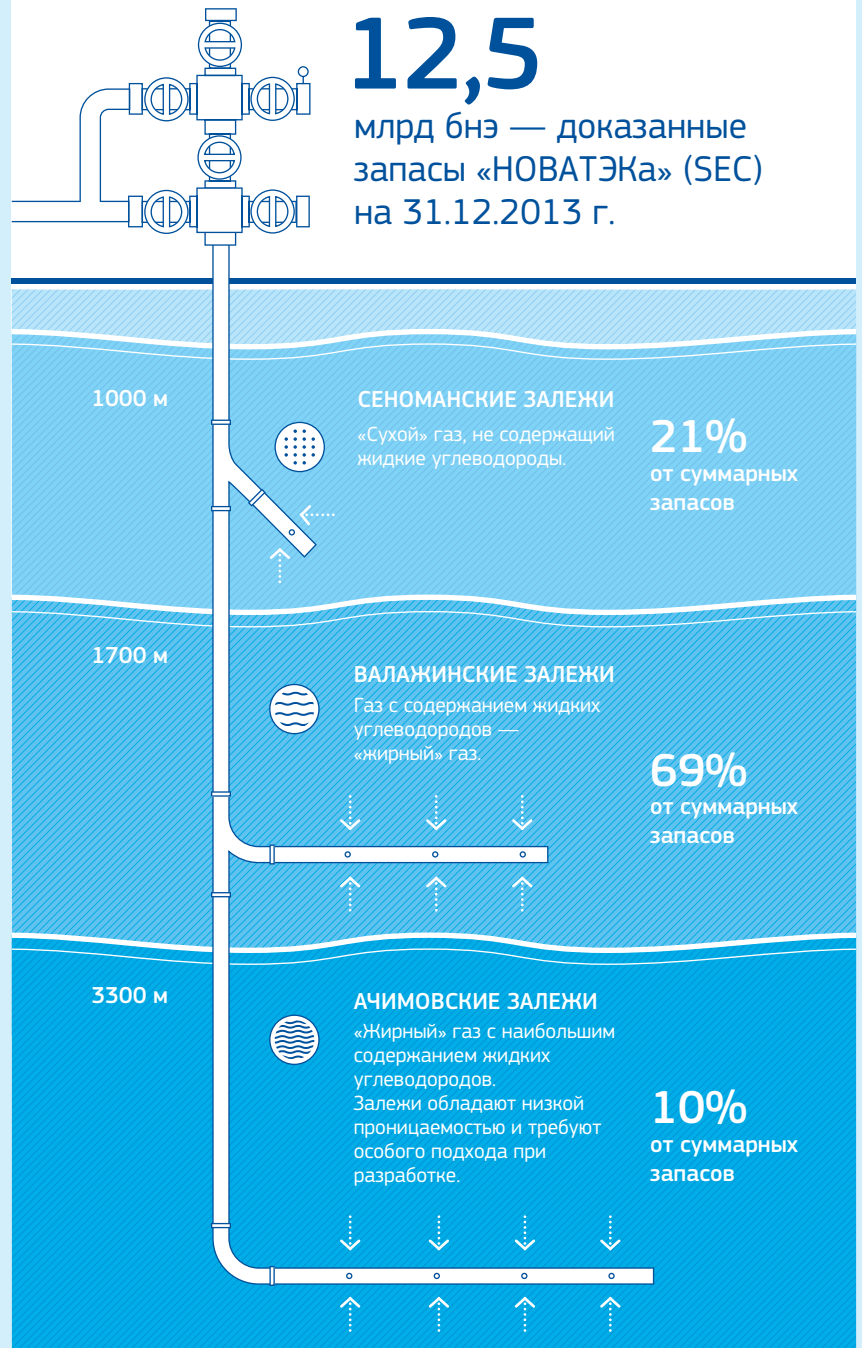 12,5
млрд бнэ — доказанные
запасы «НОВАТЭКа» (SEC)
на 31.12.2013 г.
1000 м
СЕНОМАНСКИЕ ЗАЛЕЖИ
«Сухой» газ, не содержащий
жидкие углеводороды.
21%
от суммарных
запасов
1700 м
ВАЛАЖИНСКИЕ ЗАЛЕЖИ
Газ с содержанием жидких
углеводородов —
«жирный» газ.
69%
от суммарных
запасов
3300 м
АЧИМОВСКИЕ ЗАЛЕЖИ
«Жирный» газ с наибольшим
содержанием жидких
углеводородов.
Залежи обладают низкой
проницаемостью и требуют
особого подхода при
разработке.
10%
от суммарных
запасов